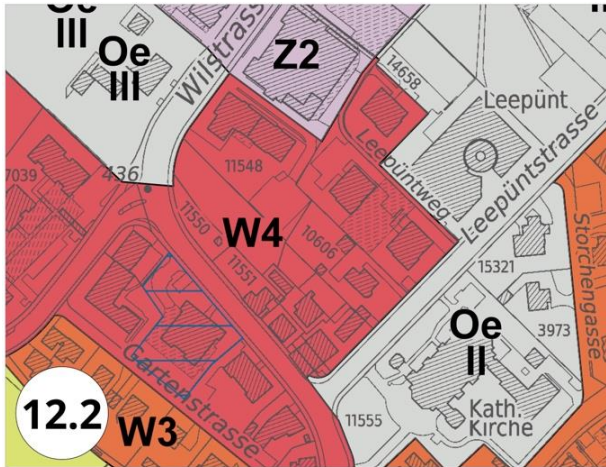 Oe
III
Oe
III
Wilstrasse
Z2
14658
Leepünt
7039
436
11548
Leepüntweg
Leepüntstrasse
11550
W4
10606
11551
15321
Storchengasse
Oe
II
3973
Gartenstrasse
12.2
W3
11555
Kath.
Kirche